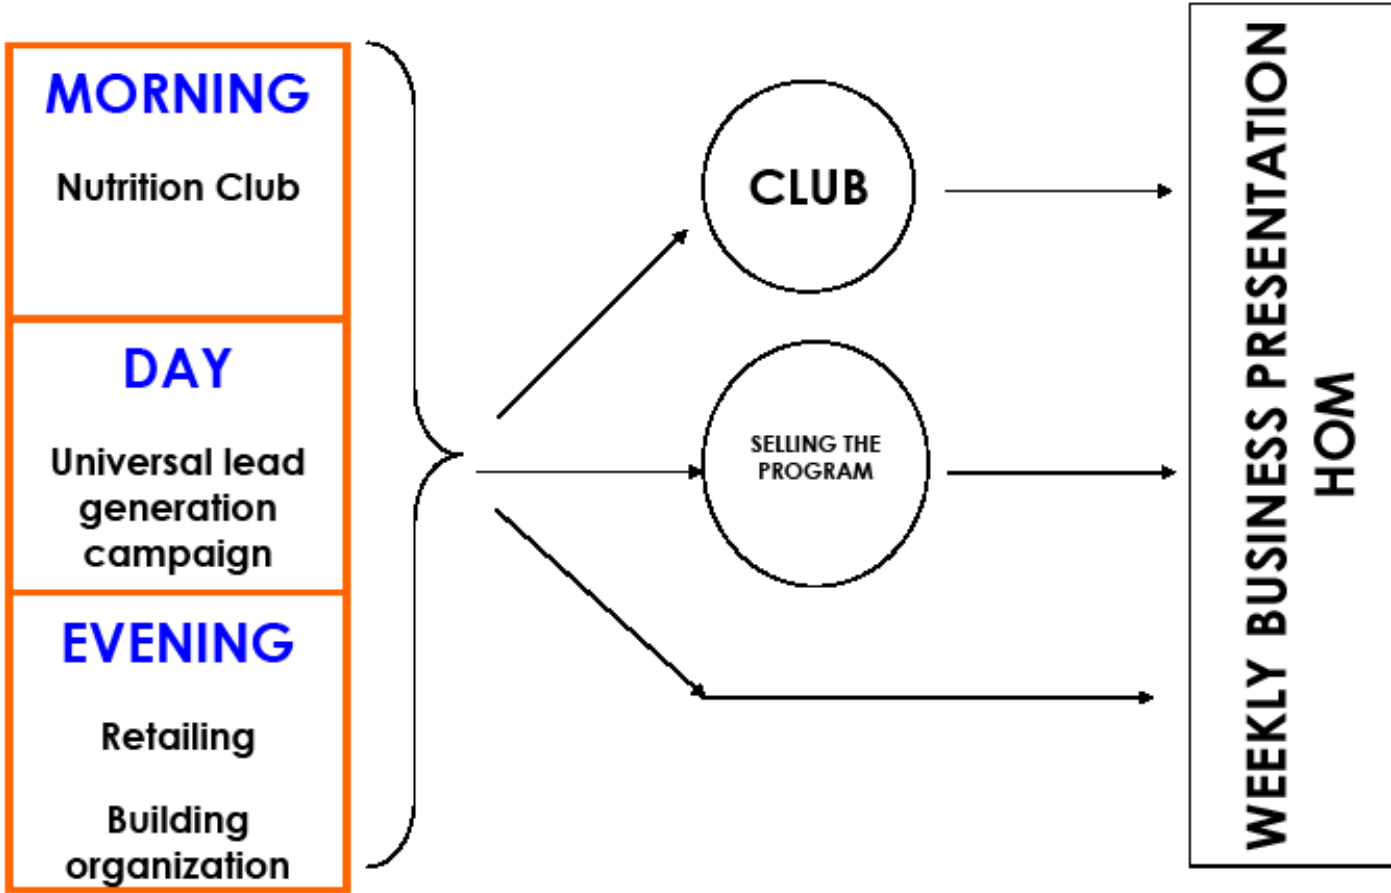 MORNING
Nutrition Club
DAY
Universal lead
generation
campaign
EVENING
Retailing
Building
organization
CLUB
SELLING THE
PROGRAM
WEEKLY BUSINESS PRESENTATION
HOM